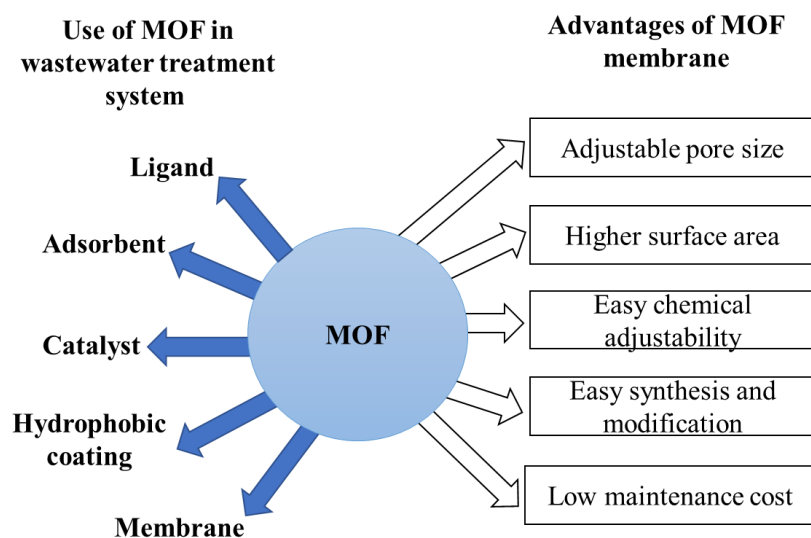 Use of MOF in
wastewater treatment
system
Ligand
Adsorbent
Catalyst
Hydrophobic
coating
Membrane
MOF
Advantages of MOF
membrane
Adjustable pore size
Higher surface area
Easy chemical
adjustability
Easy synthesis and
modification
Low maintenance cost